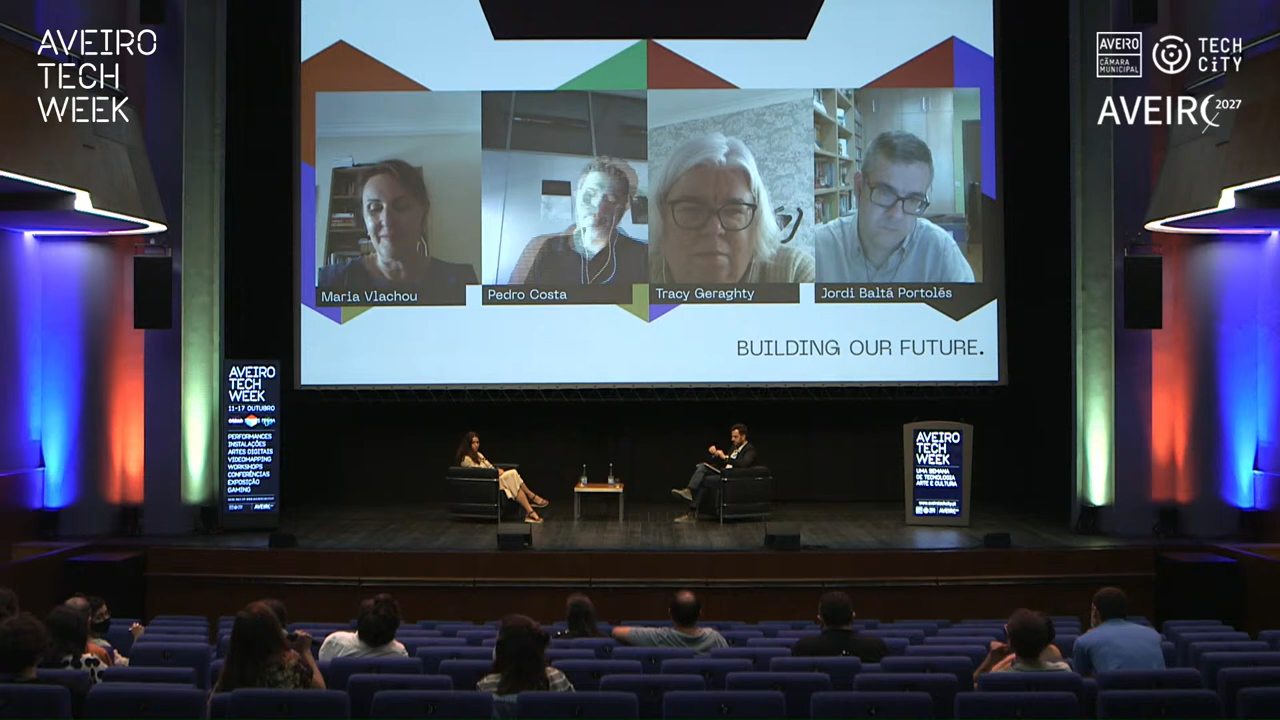 AVEIRO
TECH
WEEK
AVEIRO
CÂMARA
MUNICIPAL
TECH
CiTY
AVEIRO 2027
Maria Vlachou
Pedro Costa
Tracy Geraghty
Jordi Baltá Portolés
BUILDING OUR FUTURE.
AVEIRO
TECH
WEEK
11-17 OUTUBRO
PERFORMANCES
INSTALAÇÕES
ARTES DIGITAIS
VIDEOMAPPING
WORKSHOPS
CONFERÊNCIAS
EXPOSIÇÃO
GAMING
AVEIRO
TECH
WEEK
UMA SEMANA
DE TECNOLOGIA
ARTE E CULTURA